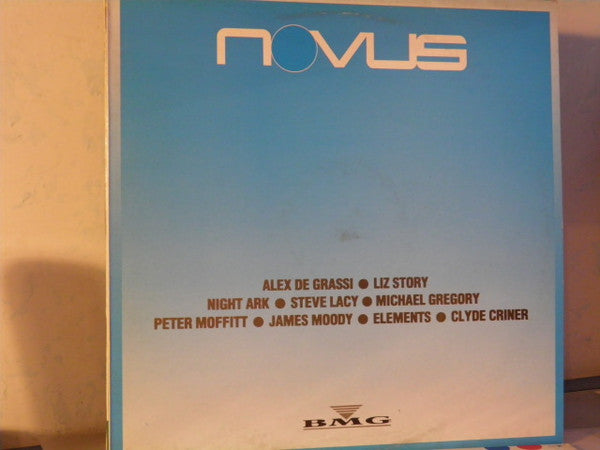 novus
ALEX DE GRASSI ● LIZ STORY
NIGHT ARK ● STEVE LACY ● MICHAEL GREGORY
PETER MOFFITT ● JAMES MOODY ● ELEMENTS ● CLYDE CRINER
BMG